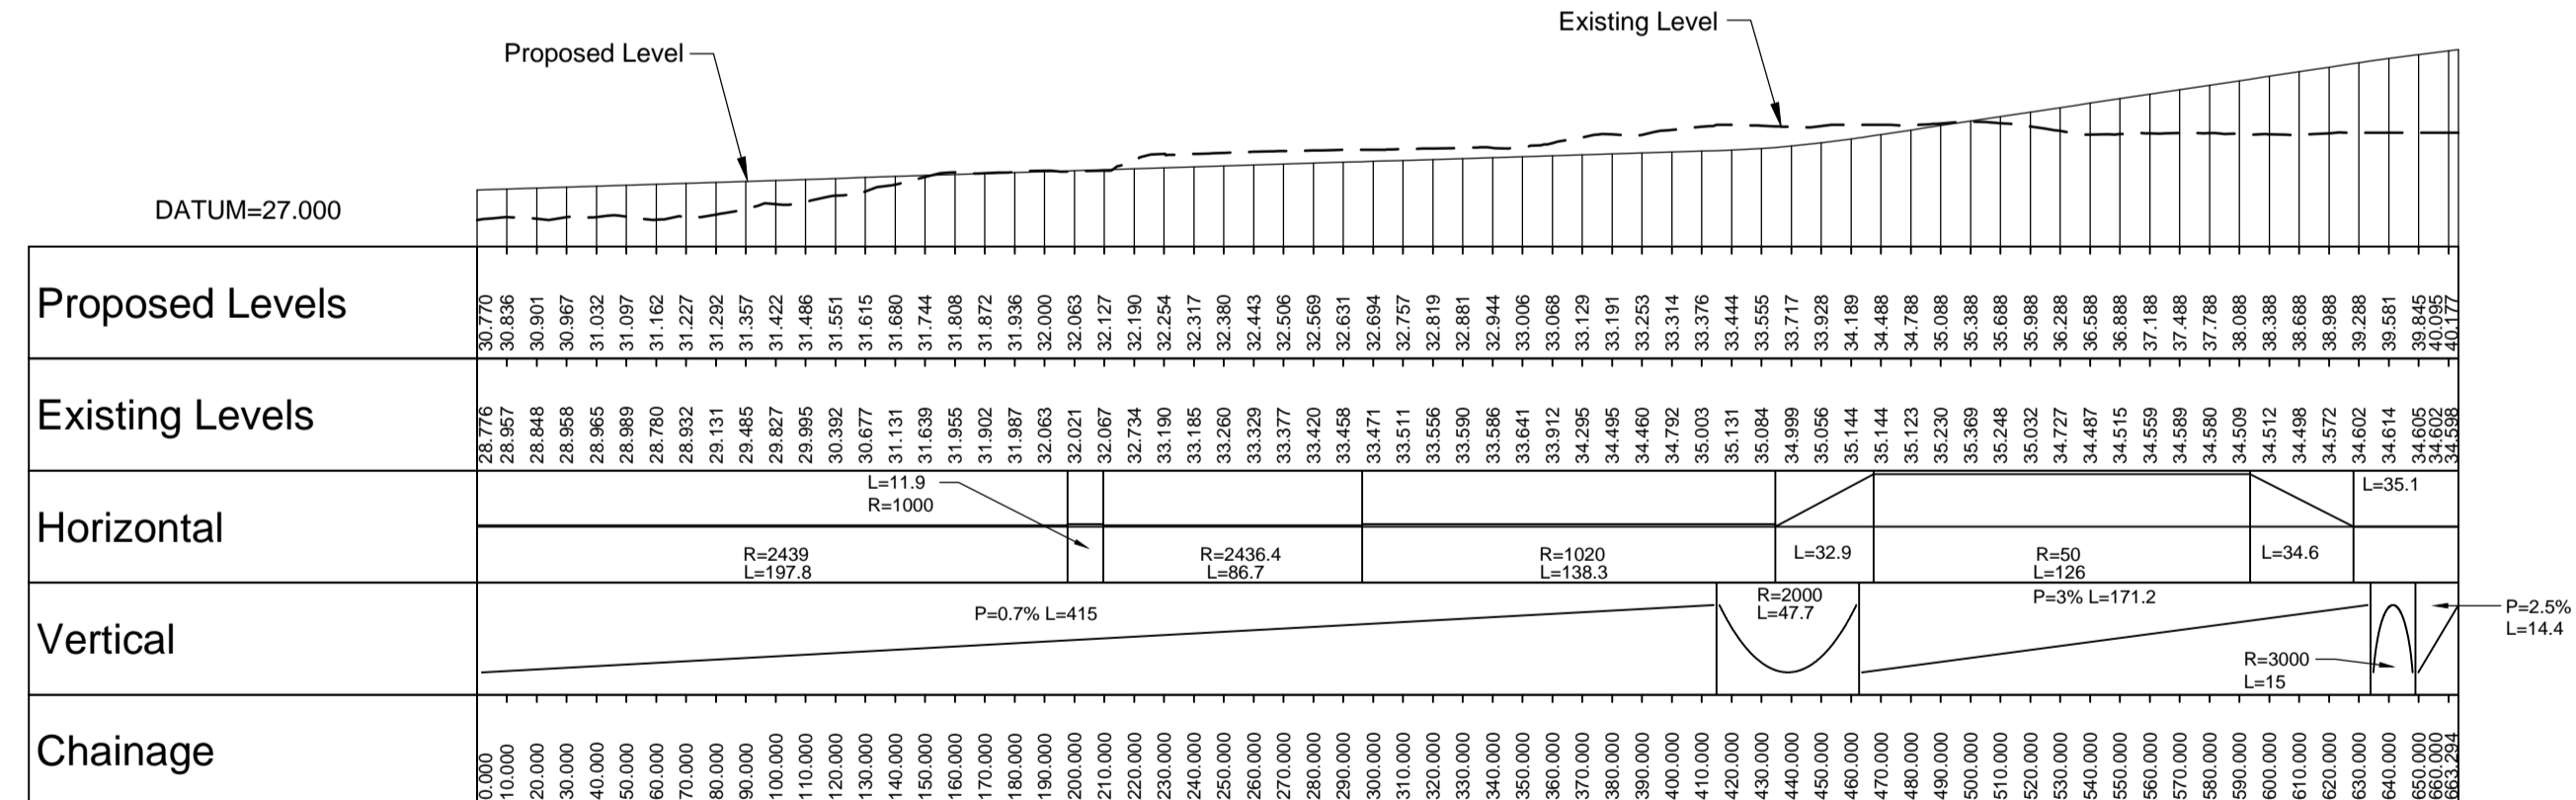 Existing Level
Proposed Level
DATUM=27.000
Proposed Levels
30.770 30.836 30.901 30.967 31.032 31.097 31.162 31.227 31.292 31.357 31.422 31.486 31.551 31.615 31.680 31.744 31.808 31.872 31.936 32.000 32.063 32.127 32.190 32.254 32.317 32.380 32.443 32.506 32.569 32.631 32.694 32.757 32.819 32.881 32.944 33.006 33.068 33.129 33.191 33.253 33.314 33.376 33.444 33.555 33.717 33.928 34.189 34.488 34.788 35.088 35.388 35.688 35.988 36.288 36.588 36.888 37.188 37.488 37.788 38.088 38.388 38.688 38.988 39.288 39.581 39.845 40.095 40.177
Existing Levels
28.776 28.957 28.848 28.958 28.965 28.989 28.780 28.932 29.131 29.485 29.827 29.995 30.392 30.677 31.131 31.639 31.955 31.902 31.987 32.063 32.021 32.067 32.734 33.190 33.185 33.260 33.329 33.377 33.420 33.458 33.471 33.511 33.556 33.590 33.586 33.641 33.912 34.295 34.495 34.460 34.792 35.003 35.131 35.084 34.999 35.056 35.144 35.144 35.123 35.230 35.369 35.248 35.032 34.727 34.487 34.515 34.559 34.589 34.580 34.509 34.512 34.498 34.572 34.602 34.614 34.605 34.602 34.598
Horizontal
L=11.9
R=1000
R=2439
L=197.8
R=2436.4
L=86.7
R=1020
L=138.3
L=32.9
R=50
L=126
L=34.6
L=35.1
Vertical
P=0.7% L=415
R=2000
L=47.7
P=3% L=171.2
R=3000
L=15
P=2.5%
L=14.4
Chainage
0.000 10.000 20.000 30.000 40.000 50.000 60.000 70.000 80.000 90.000 100.000 110.000 120.000 130.000 140.000 150.000 160.000 170.000 180.000 190.000 200.000 210.000 220.000 230.000 240.000 250.000 260.000 270.000 280.000 290.000 300.000 310.000 320.000 330.000 340.000 350.000 360.000 370.000 380.000 390.000 400.000 410.000 420.000 430.000 440.000 450.000 460.000 470.000 480.000 490.000 500.000 510.000 520.000 530.000 540.000 550.000 560.000 570.000 580.000 590.000 600.000 610.000 620.000 630.000 640.000 650.000 660.000 663.294